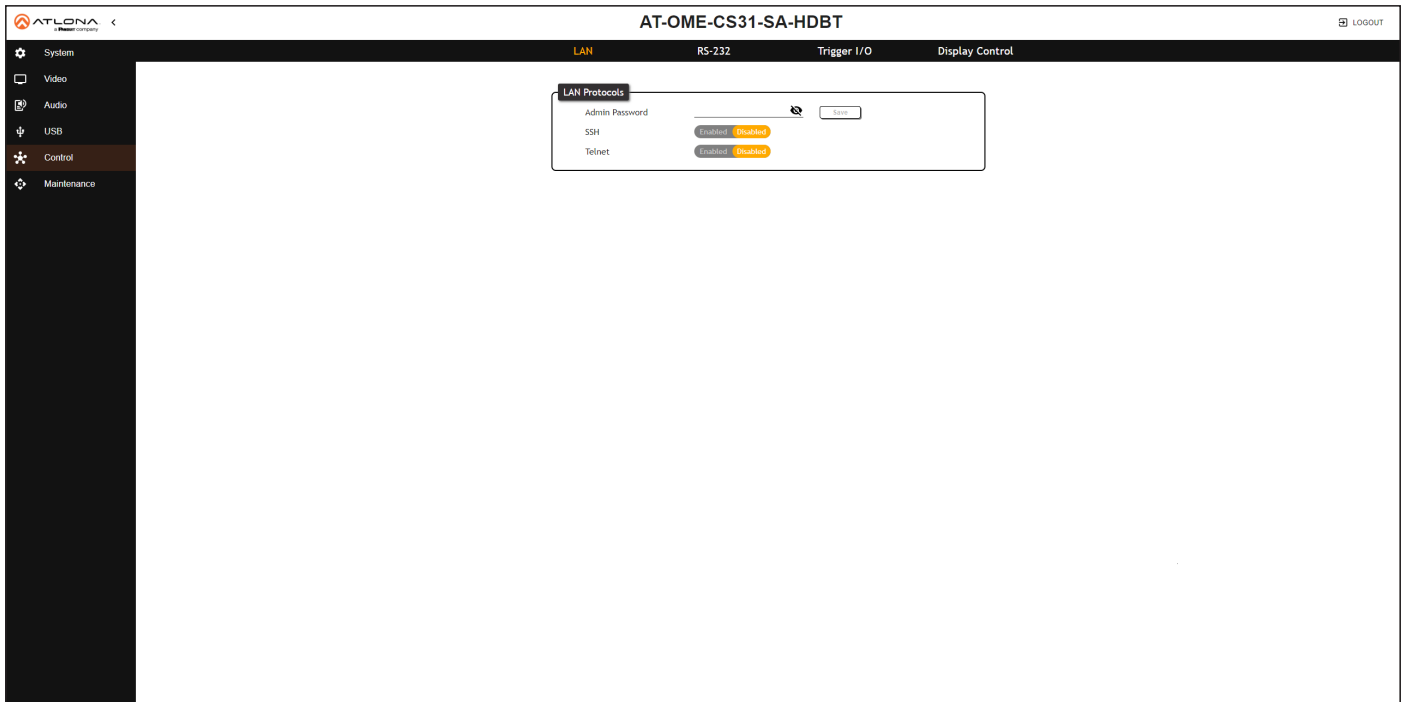 ATLONA
a Panduit company
AT-OME-CS31-SA-HDBT
LOGOUT
System
Video
Audio
USB
Control
Maintenance
LAN
RS-232
Trigger I/O
Display Control
LAN Protocols
Admin Password
Save
SSH
Enabled Disabled
Telnet
Enabled Disabled